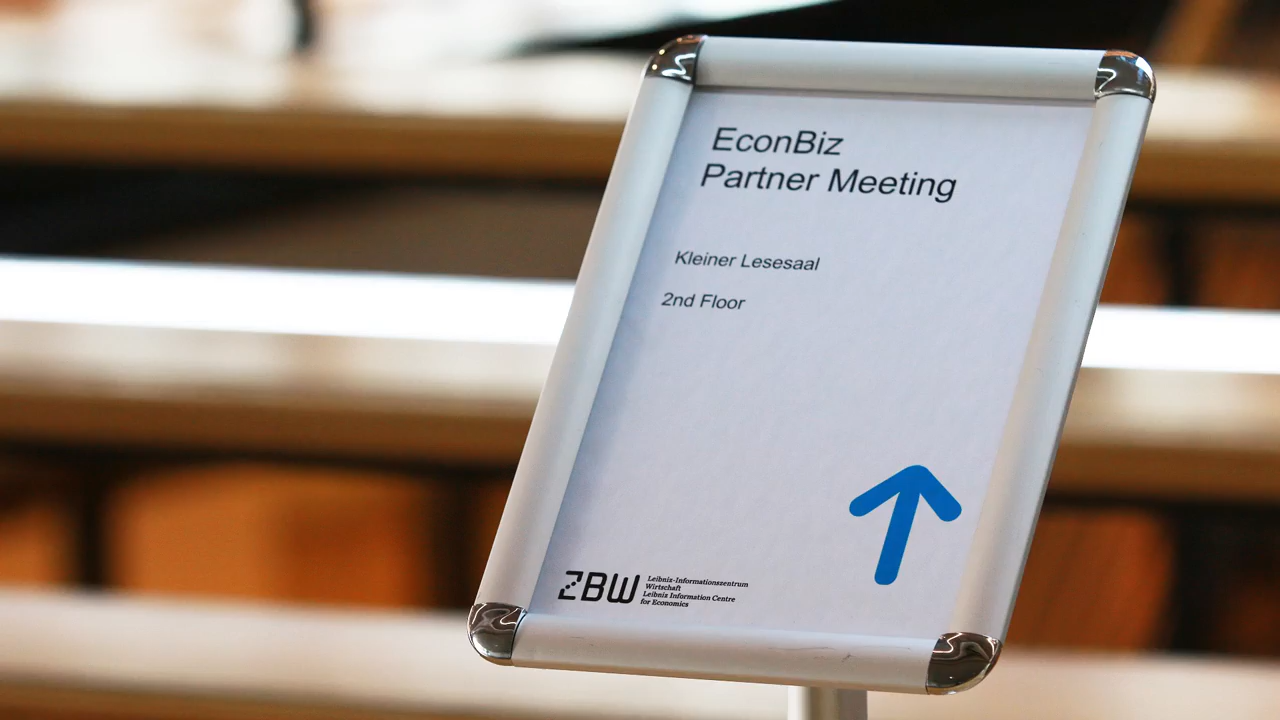 EconBiz
Partner Meeting
Kleiner Lesesaal
2nd Floor
ZBW
Leibniz-Informationszentrum
Wirtschaft
Leibniz Information Centre
for Economics